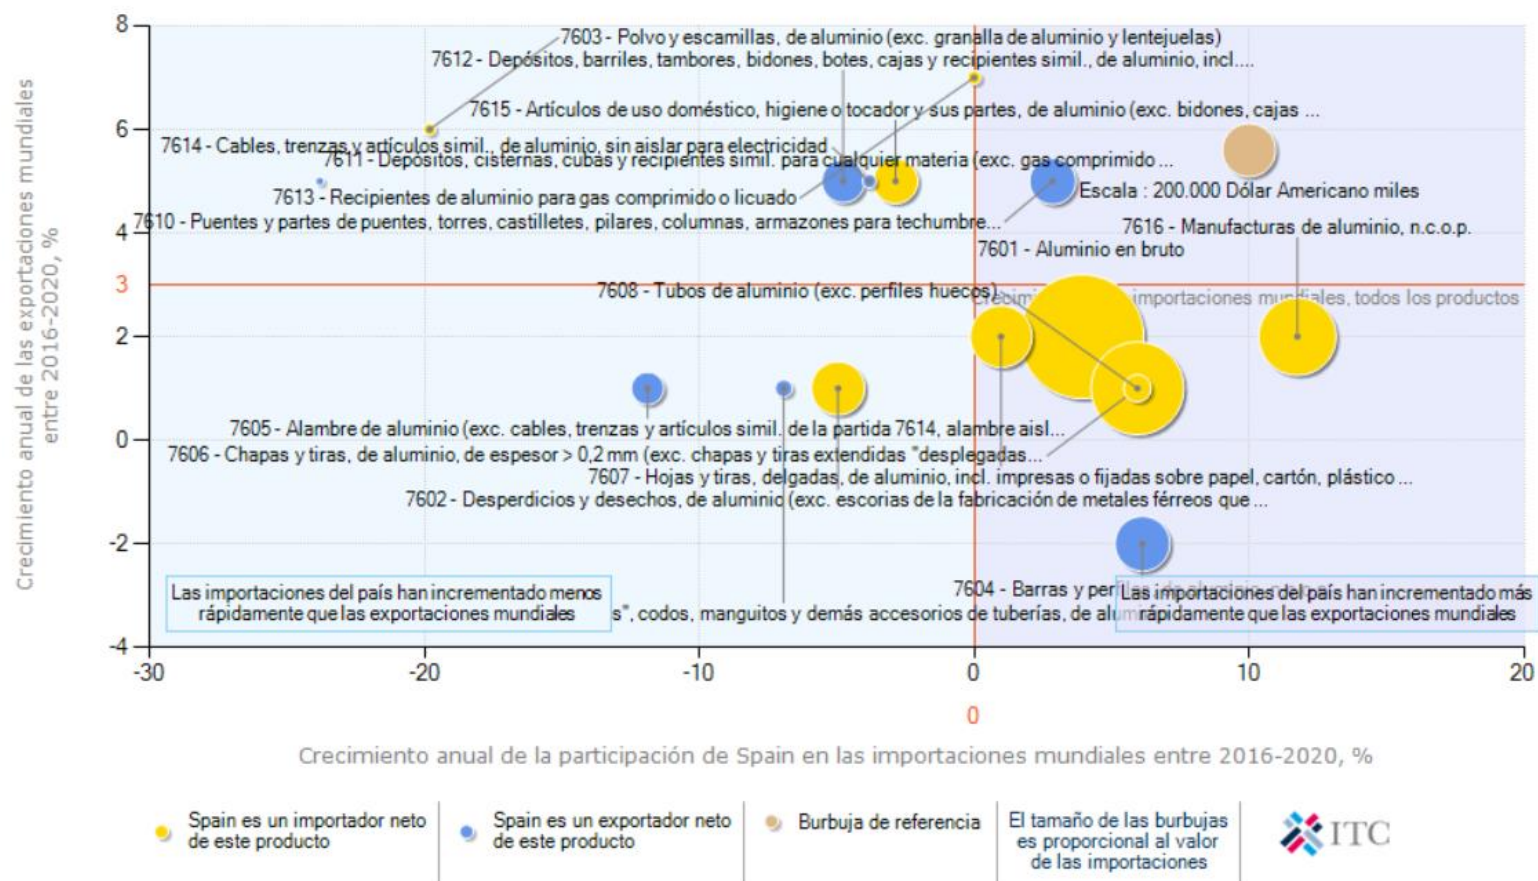 Crecimiento anual de las exportaciones mundiales
entre 2016-2020, %
8
6
4
3
2
0
-2
-4
7603 - Polvo y escamillas, de aluminio (exc. granalla de aluminio y lentejuelas)
7612 - Depósitos, barriles, tambores, bidones, botes, cajas y recipientes simil., de aluminio, incl....
7615 - Artículos de uso doméstico, higiene o tocador y sus partes, de aluminio (exc. bidones, cajas ...
7614 - Cables, trenzas y artículos simil., de aluminio, sin aislar para electricidad
7611 - Depósitos, cisternas, cubas y recipientes simil. para cualquier materia (exc. gas comprimido ...
7613 - Recipientes de aluminio para gas comprimido o licuado
Escala : 200.000 Dólar Americano miles
7610 - Puentes y partes de puentes, torres, castilletes, pilares, columnas, armazones para techumbre...
7616 - Manufacturas de aluminio, n.c.o.p.
7601 - Aluminio en bruto
7608 - Tubos de aluminio (exc. perfiles huecos)
importaciones mundiales, todos los productos
7605 - Alambre de aluminio (exc. cables, trenzas y artículos simil. de la partida 7614, alambre aisl...
7606 - Chapas y tiras, de aluminio, de espesor > 0,2 mm (exc. chapas y tiras extendidas "desplegadas...
7607 - Hojas y tiras, delgadas, de aluminio, incl. impresas o fijadas sobre papel, cartón, plástico ...
7602 - Desperdicios y desechos, de aluminio (exc. escorias de la fabricación de metales férreos que ...
7604 - Barras y
Las importaciones del país han incrementado menos
rápidamente que las exportaciones mundiales
s", codos, manguitos y demás accesorios de tuberías, de
Las importaciones del país han incrementado más
rápidamente que las exportaciones mundiales
-30
-20
-10
0
10
20
0
Crecimiento anual de la participación de Spain en las importaciones mundiales entre 2016-2020, %
Spain es un importador neto
de este producto
Spain es un exportador neto
de este producto
Burbuja de referencia
El tamaño de las burbujas
es proporcional al valor
de las importaciones
ITC